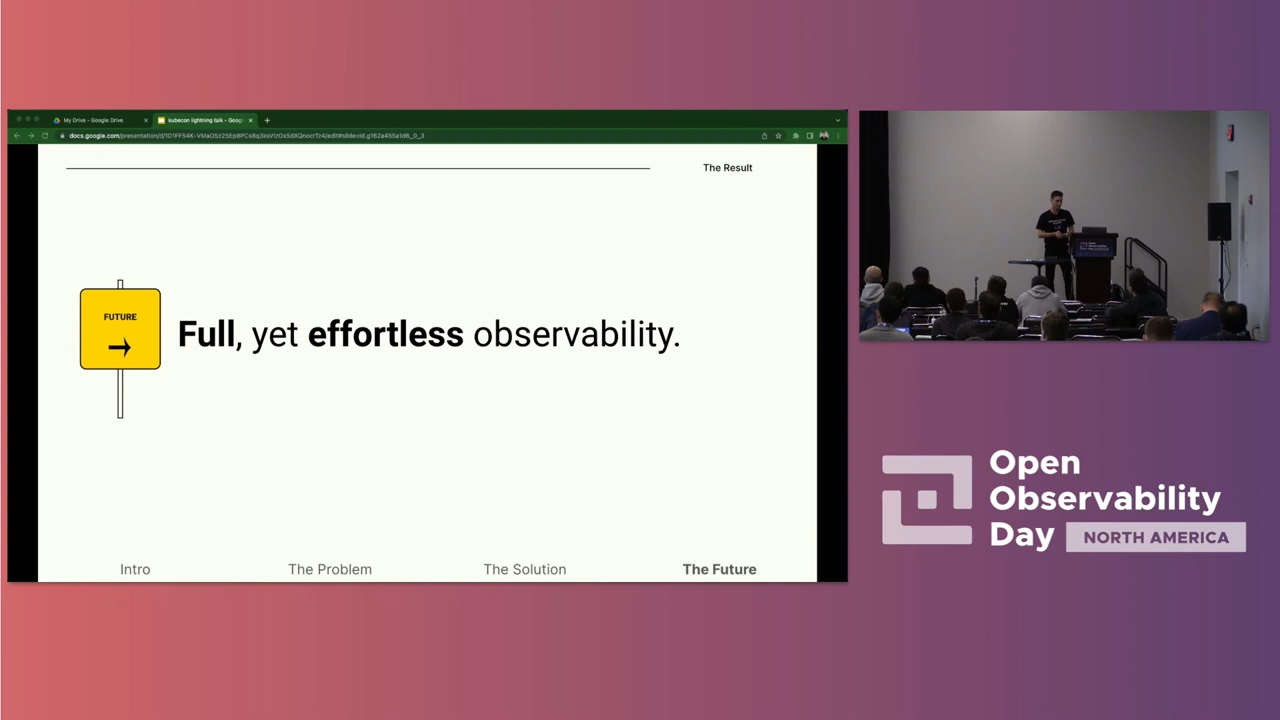 My Drive - Google Drive
kubecon lightning talk - Goog
The Result
FUTURE
Full, yet effortless observability.
Intro
The Problem
The Solution
The Future
Open
Observability
Day
NORTH AMERICA